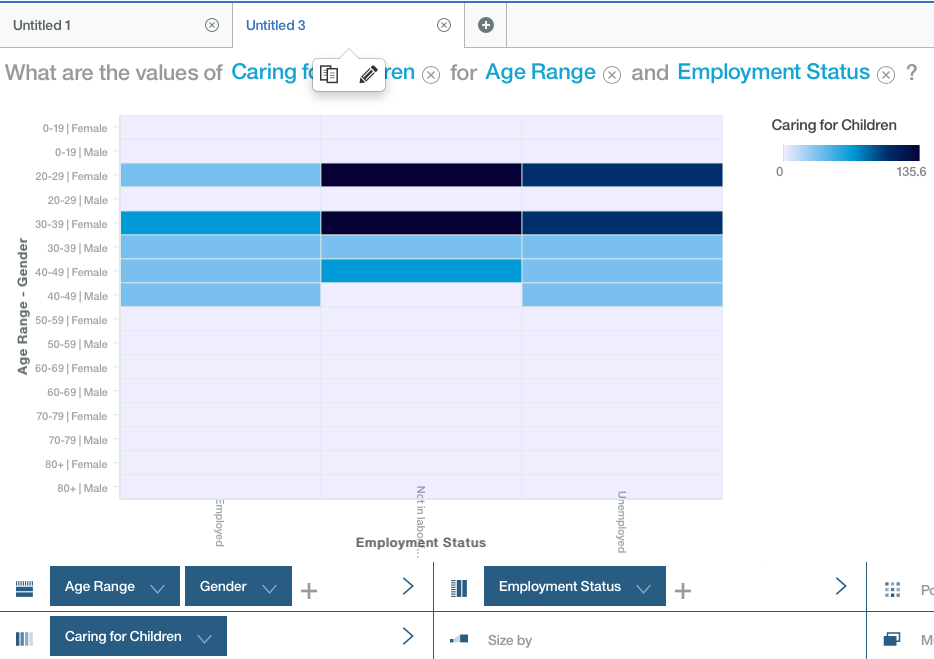 Untitled 1
Untitled 3
What are the values of Caring ren for Age Range and Employment Status ?
Caring for Children
0 135.6
Age Range - Gender
0-19 | Female
0-19 | Male
20-29 | Female
20-29 | Male
30-39 | Female
30-39 | Male
40-49 | Female
40-49 | Male
50-59 | Female
50-59 | Male
60-69 | Female
60-69 | Male
70-79 | Female
70-79 | Male
80+ | Female
80+ | Male
Employed
Not in labo...
Unemployed
Employment Status
Age Range Gender
Employment Status
Po
Caring for Children
Size by